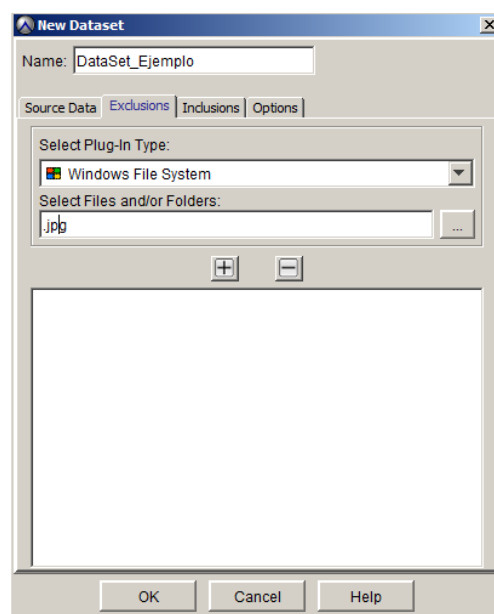 New Dataset
Name: DataSet_Ejemplo
Source Data Exclusions Inclusions Options
Select Plug-In Type:
Windows File System
Select Files and/or Folders:
.jpg
...
OK Cancel Help